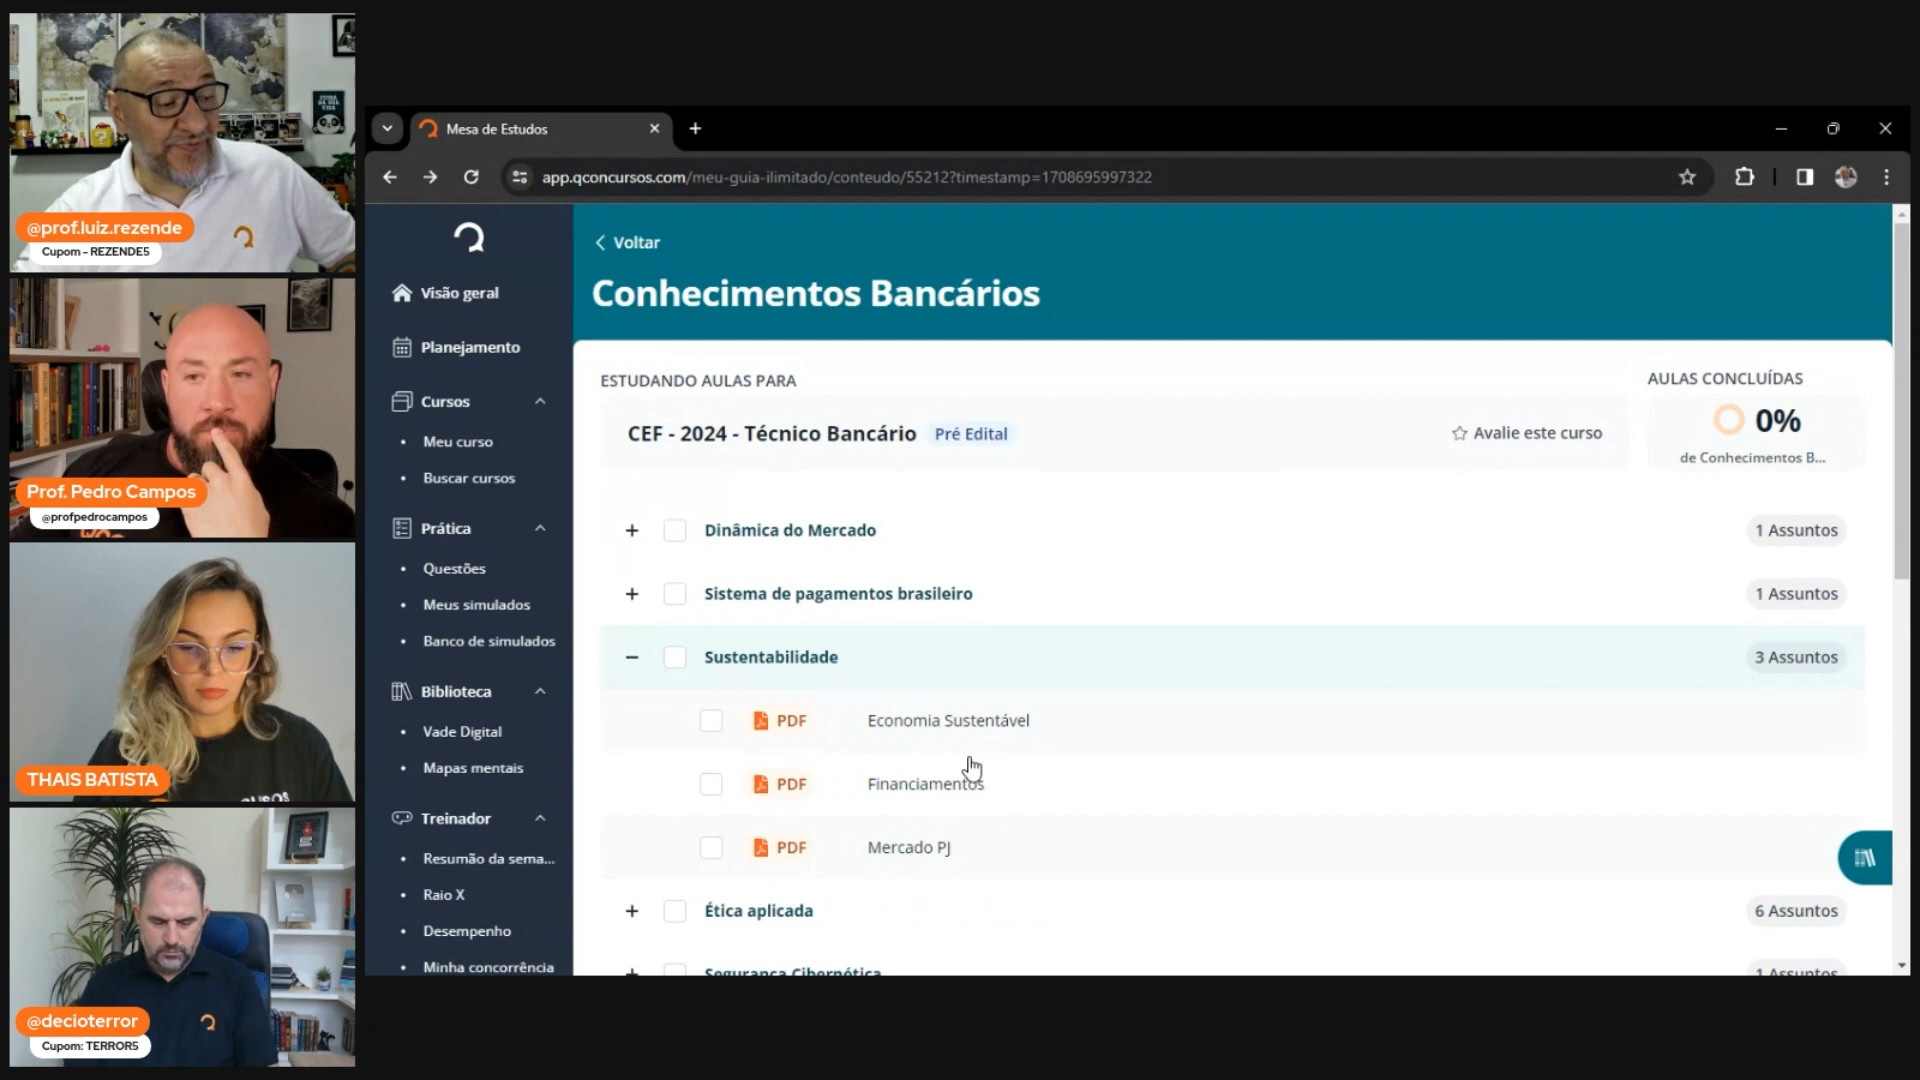 @prof.luiz.rezende
Cupom - REZENDE5
Prof. Pedro Campos
@profpedrocampos
THAIS BATISTA
@decioterror
Cupom: TERROR5
Mesa de Estudos
app.qconcursos.com/meu-guia-ilimitado/conteudo/55212?timestamp=1708695997322
Visão geral
Planejamento
Cursos
Meu curso
Buscar cursos
Prática
Questões
Meus simulados
Banco de simulados
Biblioteca
Vade Digital
Mapas mentais
Treinador
Resumão da sema...
Raio X
Desempenho
Minha concorrência
Voltar
Conhecimentos Bancários
ESTUDANDO AULAS PARA
CEF - 2024 - Técnico Bancário Pré Edital
Avalie este curso
AULAS CONCLUÍDAS
0%
de Conhecimentos B...
Dinâmica do Mercado 1 Assuntos
Sistema de pagamentos brasileiro 1 Assuntos
Sustentabilidade 3 Assuntos
PDF Economia Sustentável
PDF Financiamentos
PDF Mercado PJ
Ética aplicada 6 Assuntos
Segurança Cibernética 1 Assuntos